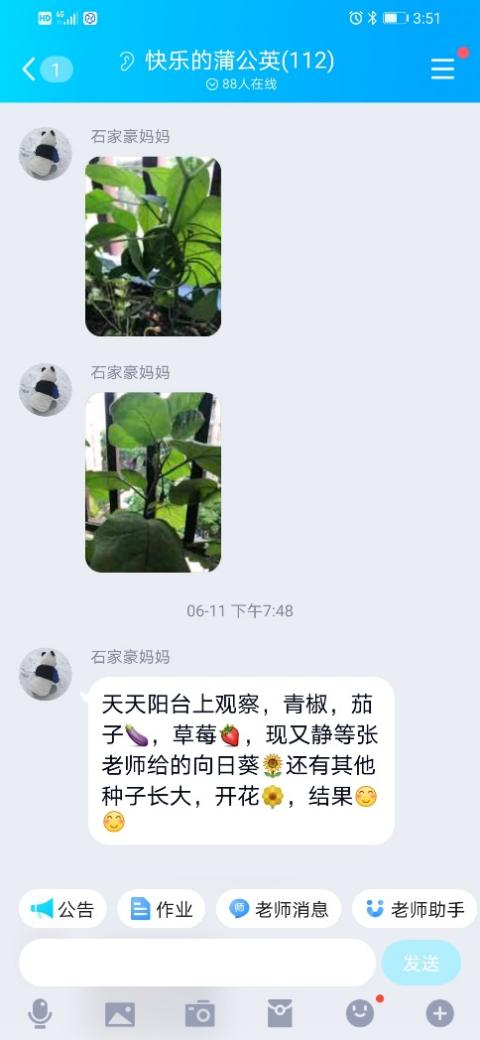 HD 4G 3:51
1 快乐的蒲公英(112)
88人在线
石家豪妈妈
石家豪妈妈
06-11 下午7:48
石家豪妈妈
天天阳台上观察，青椒，茄
子🍆，草莓🍓，现又静等张
老师给的向日葵🌻还有其他
种子长大，开花🌼，结果😊
😊
公告 作业 师 老师消息 老师助手
发送